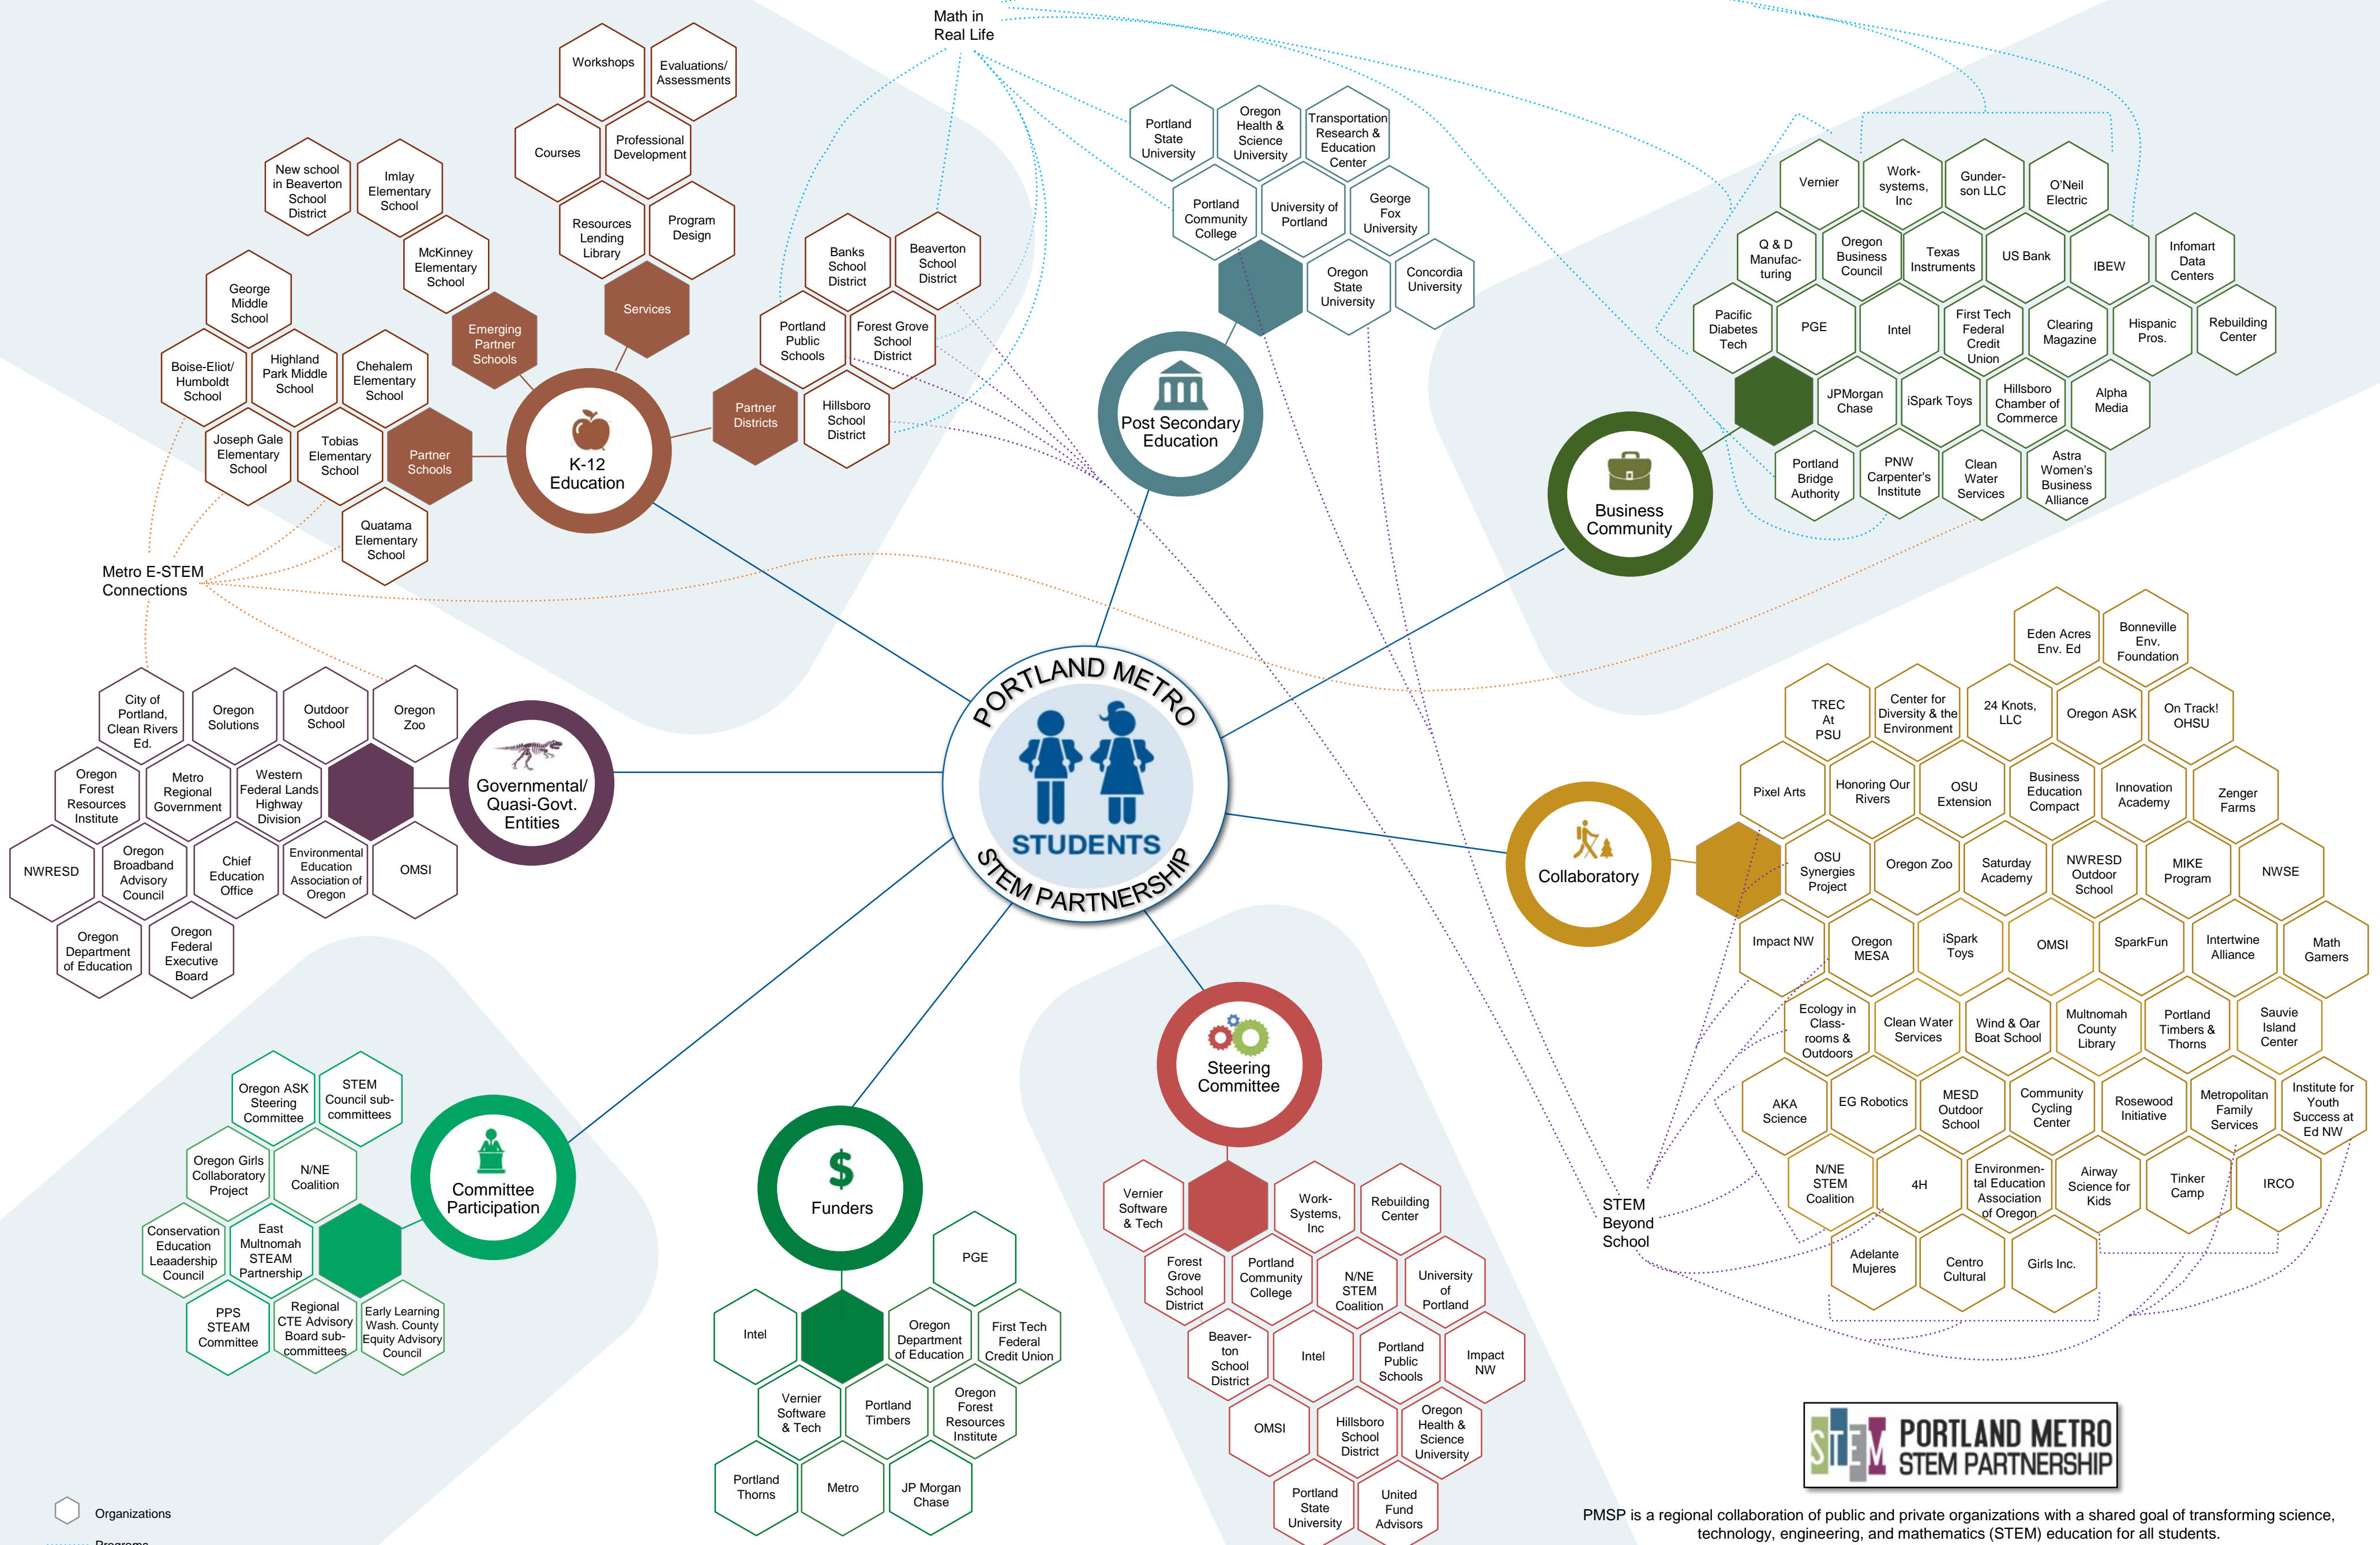 Math in
Real Life
Workshops
Evaluations/
Assessments
Courses
Professional
Development
Resources
Lending
Library
Program
Design
Services
New school
in Beaverton
School
District
Imlay
Elementary
School
McKinney
Elementary
School
Emerging
Partner
Schools
George
Middle
School
Boise-Eliot/
Humboldt
School
Highland
Park Middle
School
Chehalem
Elementary
School
Joseph Gale
Elementary
School
Tobias
Elementary
School
Partner
Schools
Quatama
Elementary
School
K-12
Education
Banks
School
District
Beaverton
School
District
Portland
Public
Schools
Forest Grove
School
District
Partner
Districts
Hillsboro
School
District
Portland
State
University
Oregon
Health &
Science
University
Transportation
Research &
Education
Center
Portland
Community
College
University of
Portland
George
Fox
University
Oregon
State
University
Concordia
University
Post Secondary
Education
Vernier
Work-
systems,
Inc
Gunder-
son LLC
O'Neil
Electric
Q & D
Manufac-
turing
Oregon
Business
Council
Texas
Instruments
US Bank
IBEW
Infomart
Data
Centers
Pacific
Diabetes
Tech
PGE
Intel
First Tech
Federal
Credit
Union
Clearing
Magazine
Hispanic
Pros.
Rebuilding
Center
JPMorgan
Chase
iSpark Toys
Hillsboro
Chamber of
Commerce
Alpha
Media
Portland
Bridge
Authority
PNW
Carpenter's
Institute
Clean
Water
Services
Astra
Women's
Business
Alliance
Business
Community
Metro E-STEM
Connections
City of
Portland,
Clean Rivers
Ed.
Oregon
Solutions
Outdoor
School
Oregon
Zoo
Oregon
Forest
Resources
Institute
Metro
Regional
Government
Western
Federal Lands
Highway
Division
NWRESD
Oregon
Broadband
Advisory
Council
Chief
Education
Office
Environmental
Education
Association of
Oregon
OMSI
Oregon
Department
of Education
Oregon
Federal
Executive
Board
Governmental/
Quasi-Govt.
Entities
PORTLAND METRO
STUDENTS
STEM PARTNERSHIP
Eden Acres
Env. Ed
Bonneville
Env.
Foundation
TREC
At
PSU
Center for
Diversity & the
Environment
24 Knots,
LLC
Oregon ASK
On Track!
OHSU
Pixel Arts
Honoring Our
Rivers
OSU
Extension
Business
Education
Compact
Innovation
Academy
Zenger
Farms
Collaboratory
OSU
Synergies
Project
Oregon Zoo
Saturday
Academy
NWRESD
Outdoor
School
MIKE
Program
NWSE
Impact NW
Oregon
MESA
iSpark
Toys
OMSI
SparkFun
Intertwine
Alliance
Math
Gamers
Ecology in
Class-
rooms &
Outdoors
Clean Water
Services
Wind & Oar
Boat School
Multnomah
County
Library
Portland
Timbers &
Thorns
Sauvie
Island
Center
AKA
Science
EG Robotics
MESD
Outdoor
School
Community
Cycling
Center
Rosewood
Initiative
Metropolitan
Family
Services
Institute for
Youth
Success at
Ed NW
N/NE
STEM
Coalition
4H
Environmen-
tal Education
Association
of Oregon
Airway
Science for
Kids
Tinker
Camp
IRCO
Adelante
Mujeres
Centro
Cultural
Girls Inc.
STEM
Beyond
School
Oregon ASK
Steering
Committee
STEM
Council sub-
committees
Oregon Girls
Collaboratory
Project
N/NE
Coalition
Conservation
Education
Leaadership
Council
East
Multnomah
STEAM
Partnership
PPS
STEAM
Committee
Regional
CTE Advisory
Board sub-
committees
Early Learning
Wash. County
Equity Advisory
Council
Committee
Participation
$
Funders
PGE
Intel
Oregon
Department
of Education
First Tech
Federal
Credit Union
Vernier
Software
& Tech
Portland
Timbers
Oregon
Forest
Resources
Institute
Portland
Thorns
Metro
JP Morgan
Chase
Steering
Committee
Vernier
Software
& Tech
Work-
Systems,
Inc
Rebuilding
Center
Forest
Grove
School
District
Portland
Community
College
N/NE
STEM
Coalition
University
of
Portland
Beaver-
ton
School
District
Intel
Portland
Public
Schools
Impact
NW
OMSI
Hillsboro
School
District
Oregon
Health &
Science
University
Portland
State
University
United
Fund
Advisors
STEM
PORTLAND METRO
STEM PARTNERSHIP
PMSP is a regional collaboration of public and private organizations with a shared goal of transforming science,
technology, engineering, and mathematics (STEM) education for all students.
Organizations
Programs